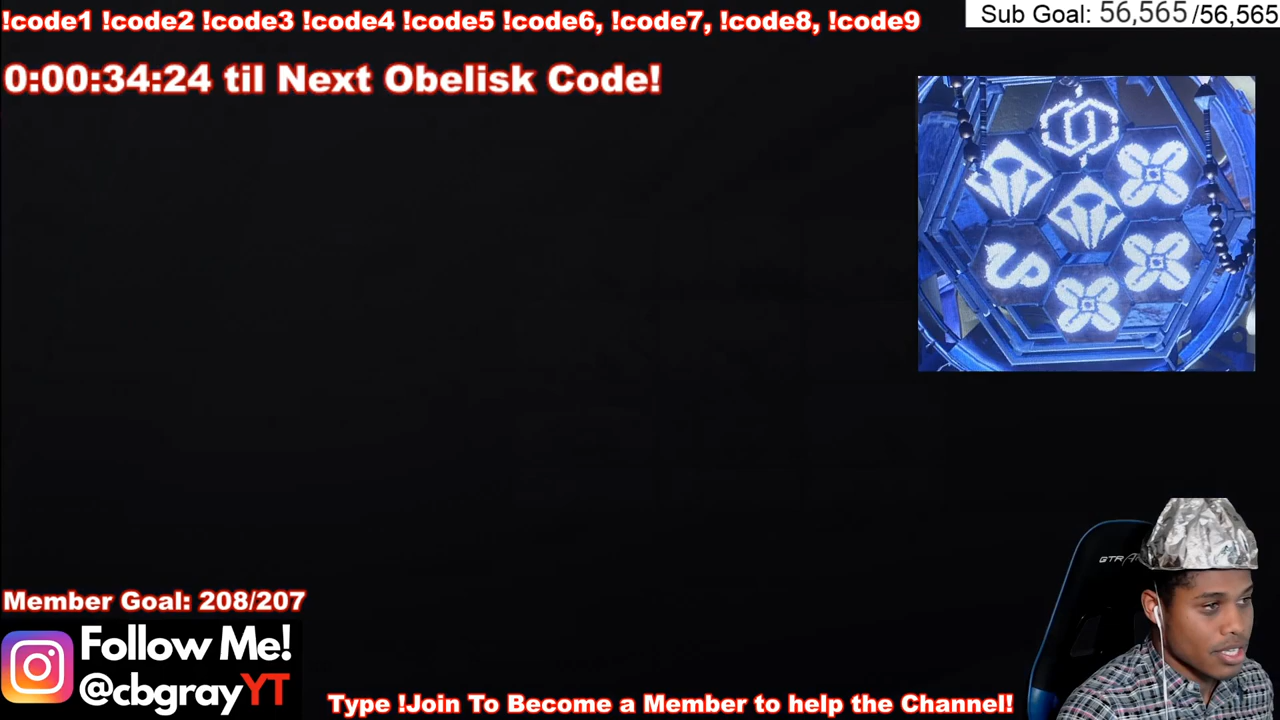 !code1 !code2 !code3 !code4 !code5 !code6, !code7, !code8, !code9
Sub Goal: 56,565/56,565
0:00:34:24 til Next Obelisk Code!
Member Goal: 208/207
Follow Me!
@cbgrayYT
Type !Join To Become a Member to help the Channel!